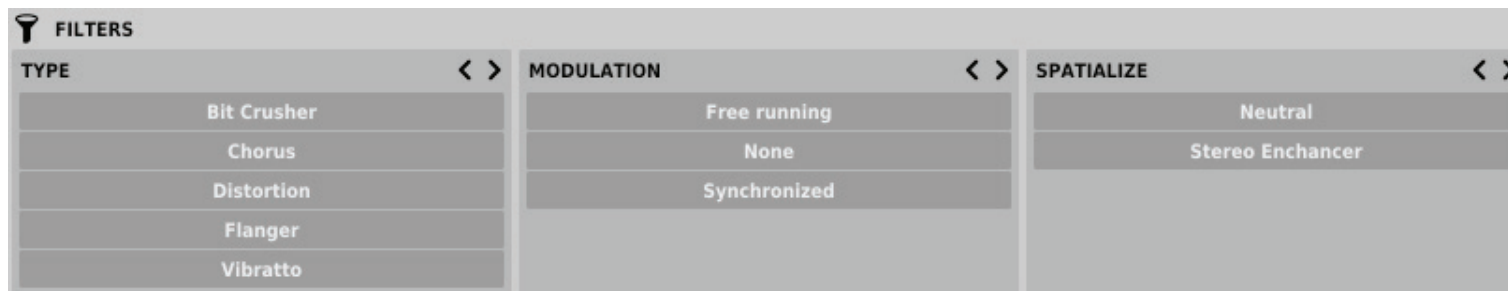 FILTERS
TYPE
Bit Crusher
Chorus
Distortion
Flanger
Vibratto
MODULATION
Free running
None
Synchronized
SPATIALIZE
Neutral
Stereo Enchancer